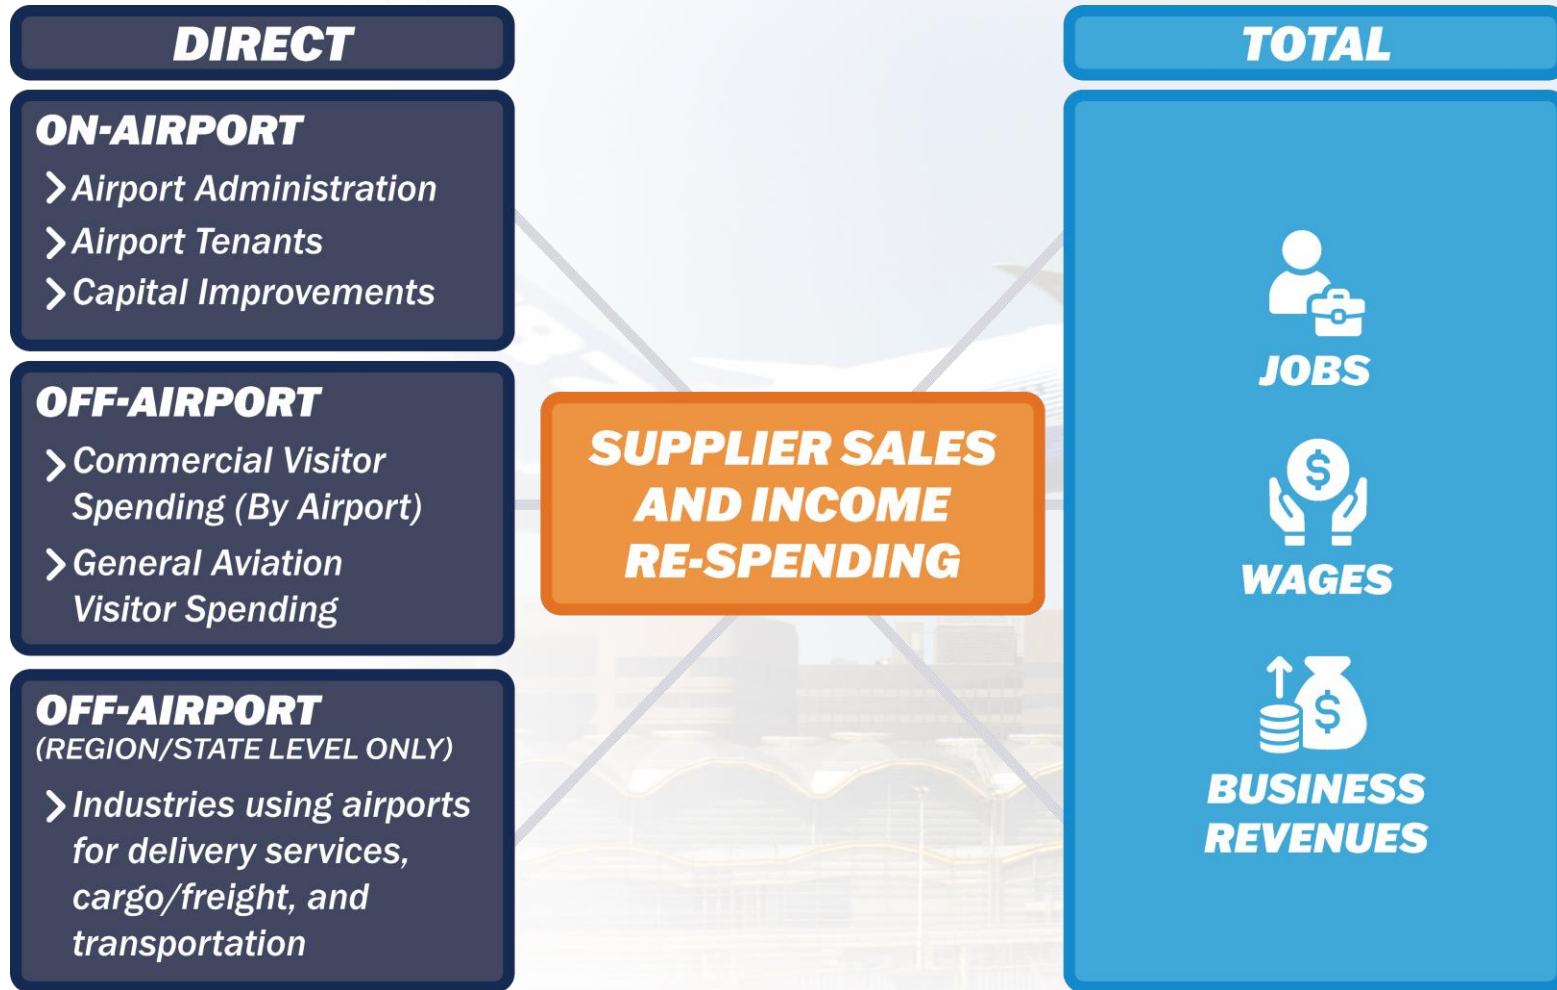 DIRECT
ON-AIRPORT
Airport Administration
Airport Tenants
Capital Improvements
OFF-AIRPORT
Commercial Visitor
Spending (By Airport)
General Aviation
Visitor Spending
OFF-AIRPORT
(REGION/STATE LEVEL ONLY)
Industries using airports
for delivery services,
cargo/freight, and
transportation
SUPPLIER SALES
AND INCOME
RE-SPENDING
TOTAL
JOBS
$
WAGES
$
BUSINESS
REVENUES